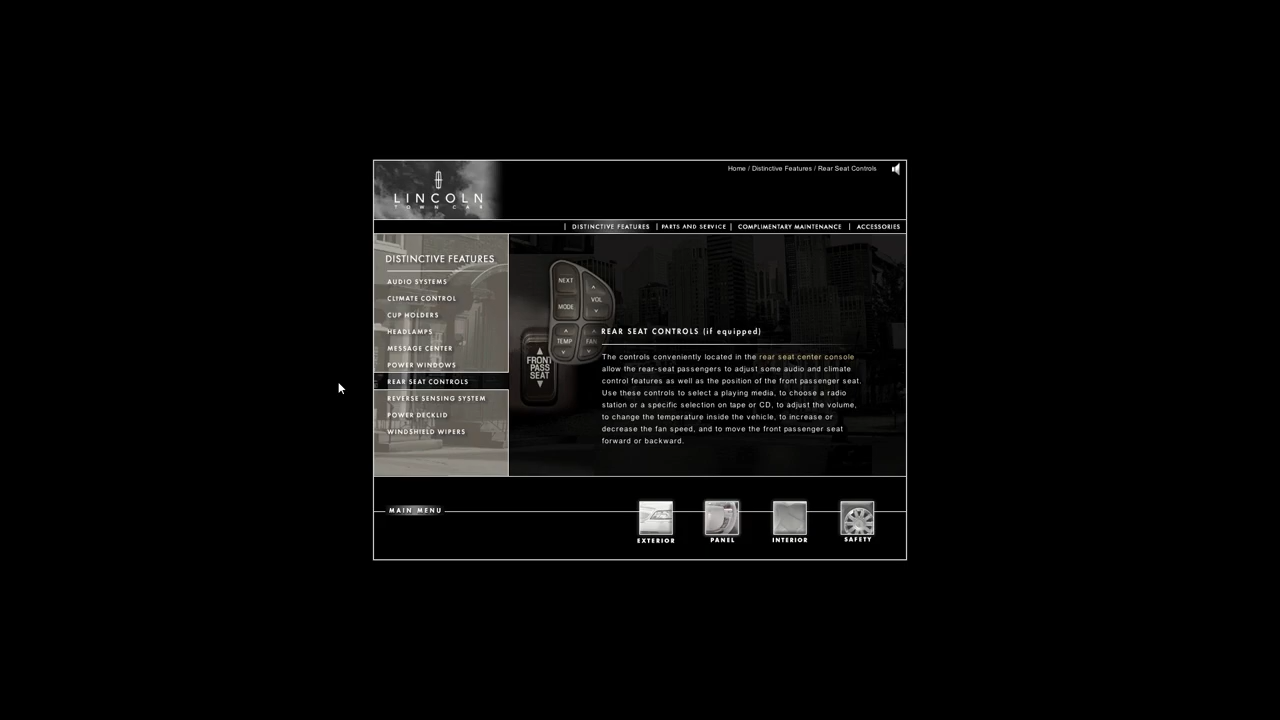 Home / Distinctive Features / Rear Seat Controls
LINCOLN
TOWN CAR
DISTINCTIVE FEATURES | PARTS AND SERVICE | COMPLIMENTARY MAINTENANCE | ACCESSORIES
DISTINCTIVE FEATURES
AUDIO SYSTEMS
CLIMATE CONTROL
CUP HOLDERS
HEADLAMPS
MESSAGE CENTER
POWER WINDOWS
REAR SEAT CONTROLS
REVERSE SENSING SYSTEM
POWER DECKLID
WINDSHIELD WIPERS
NEXT
VOL
MODE
TEMP
FAN
FRONT
PASS
SEAT
REAR SEAT CONTROLS (if equipped)
The controls conveniently located in the rear seat center console
allow the rear-seat passengers to adjust some audio and climate
control features as well as the position of the front passenger seat.
Use these controls to select a playing media, to choose a radio
station or a specific selection on tape or CD, to adjust the volume,
to change the temperature inside the vehicle, to increase or
decrease the fan speed, and to move the front passenger seat
forward or backward.
MAIN MENU
EXTERIOR
PANEL
INTERIOR
SAFETY